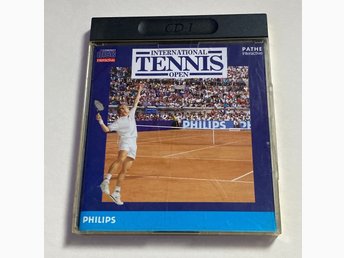 CD-I
INTERNATIONAL
TENNIS
OPEN
PATHE
Interactive
PHILIPS
PHILIPS